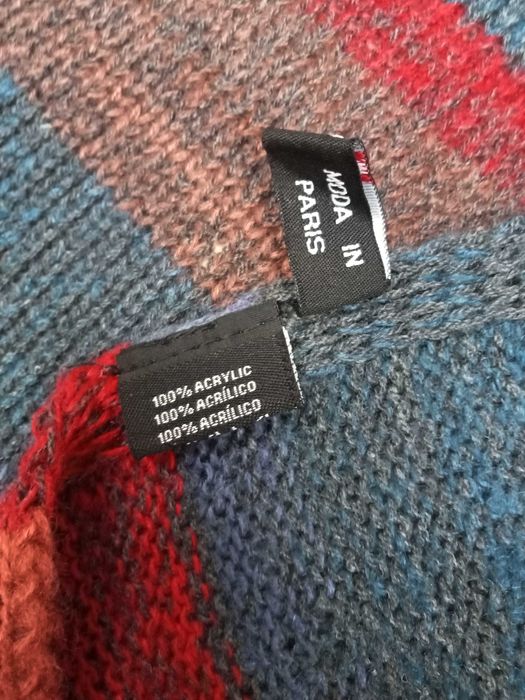 MODA IN
PARIS
100% ACRYLIC
100% ACRÍLICO
100% ACRÍLICO